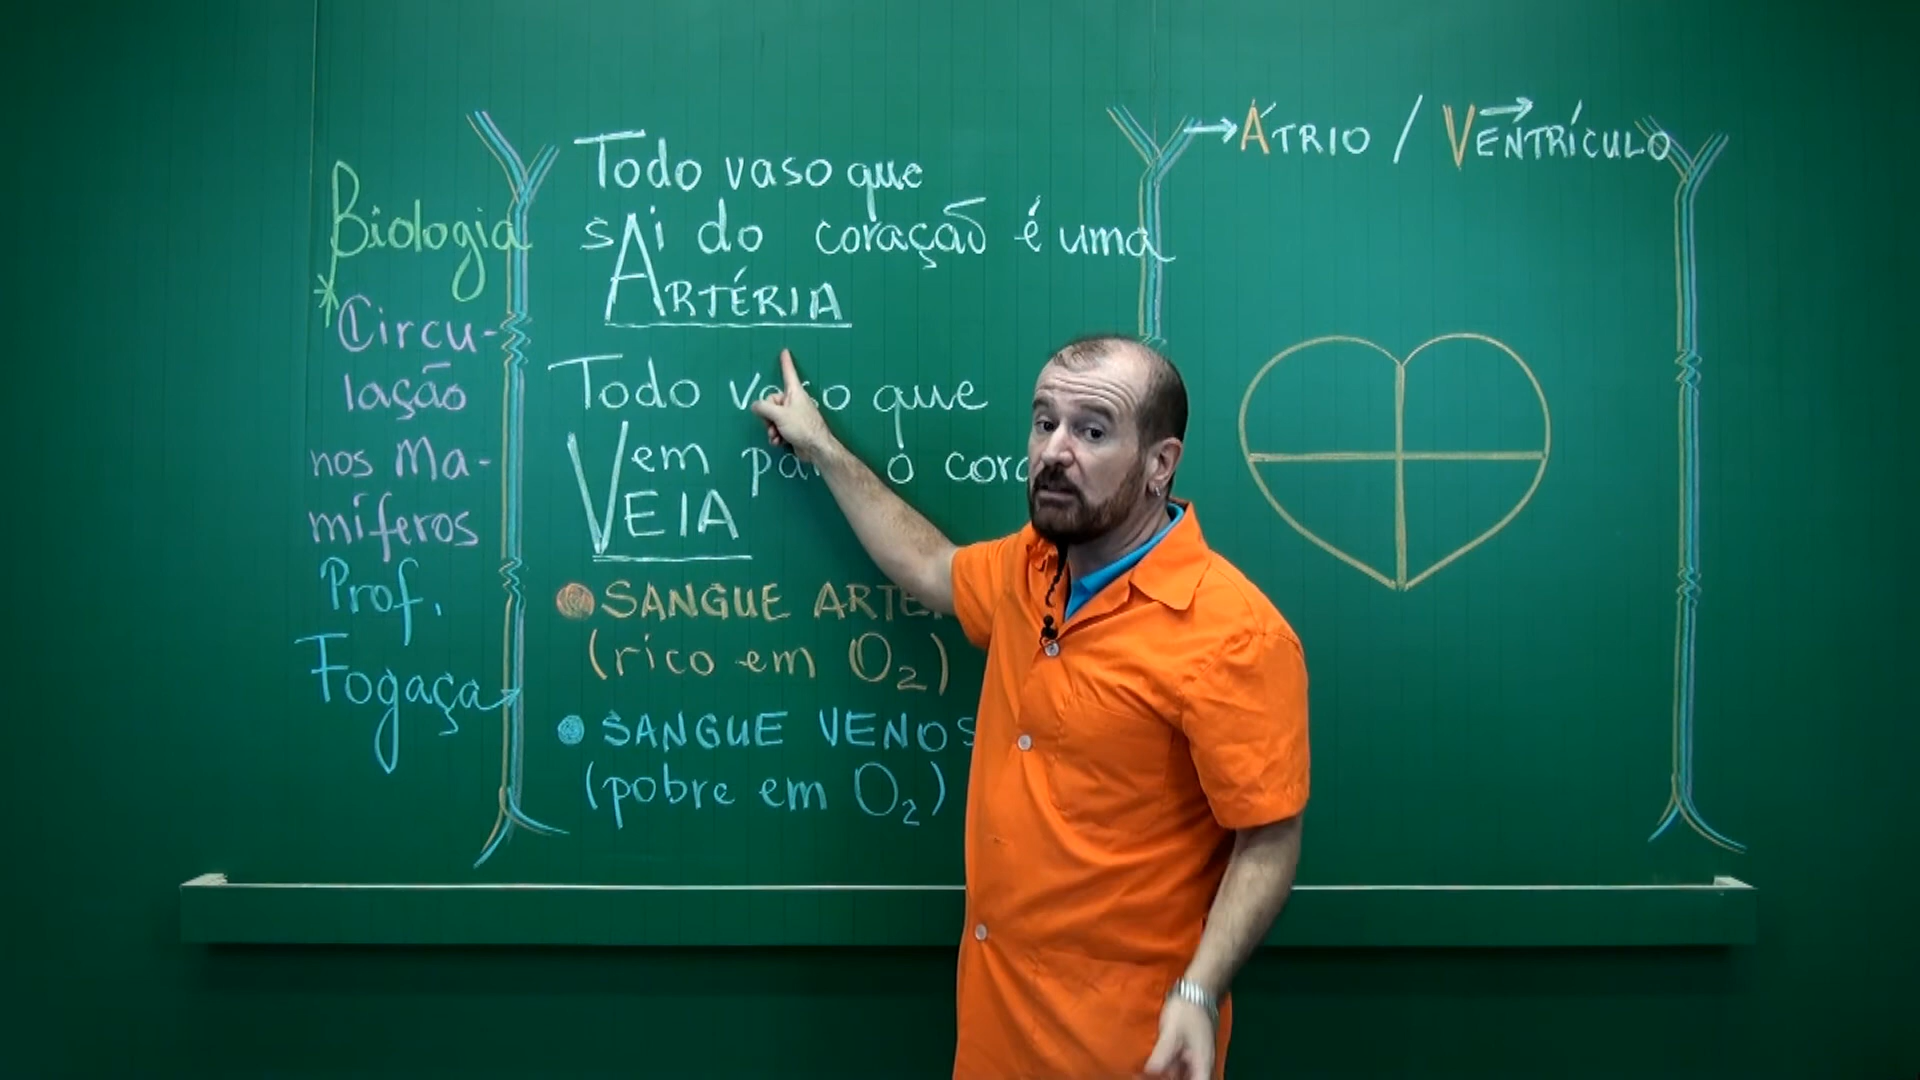 Biologia
* Circu-
lação
nos Ma-
míferos
Prof.
Fogaça
Todo vaso que
sAi do coração é uma
ARTÉRIA
Todo vaso que
Vem o
VEIA
SANGUE
(rico em O₂)
SANGUE
(pobre em O₂)
→ ÁTRIO / VENTRÍCULO